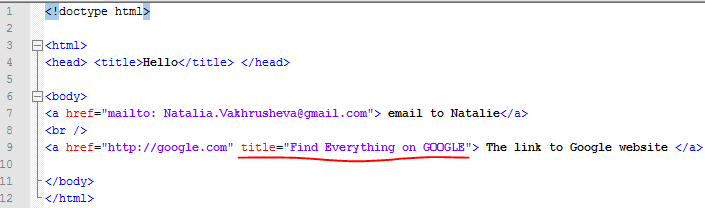 1 <!doctype html>
2
3 <html>
4 <head> <title>Hello</title> </head>
5
6 <body>
7 <a href="mailto: Natalia.Vakhrusheva@gmail.com"> email to Natalie</a>
8 <br />
9 <a href="http://google.com" title="Find Everything on GOOGLE"> The link to Google website </a>
10
11 </body>
12 </html>